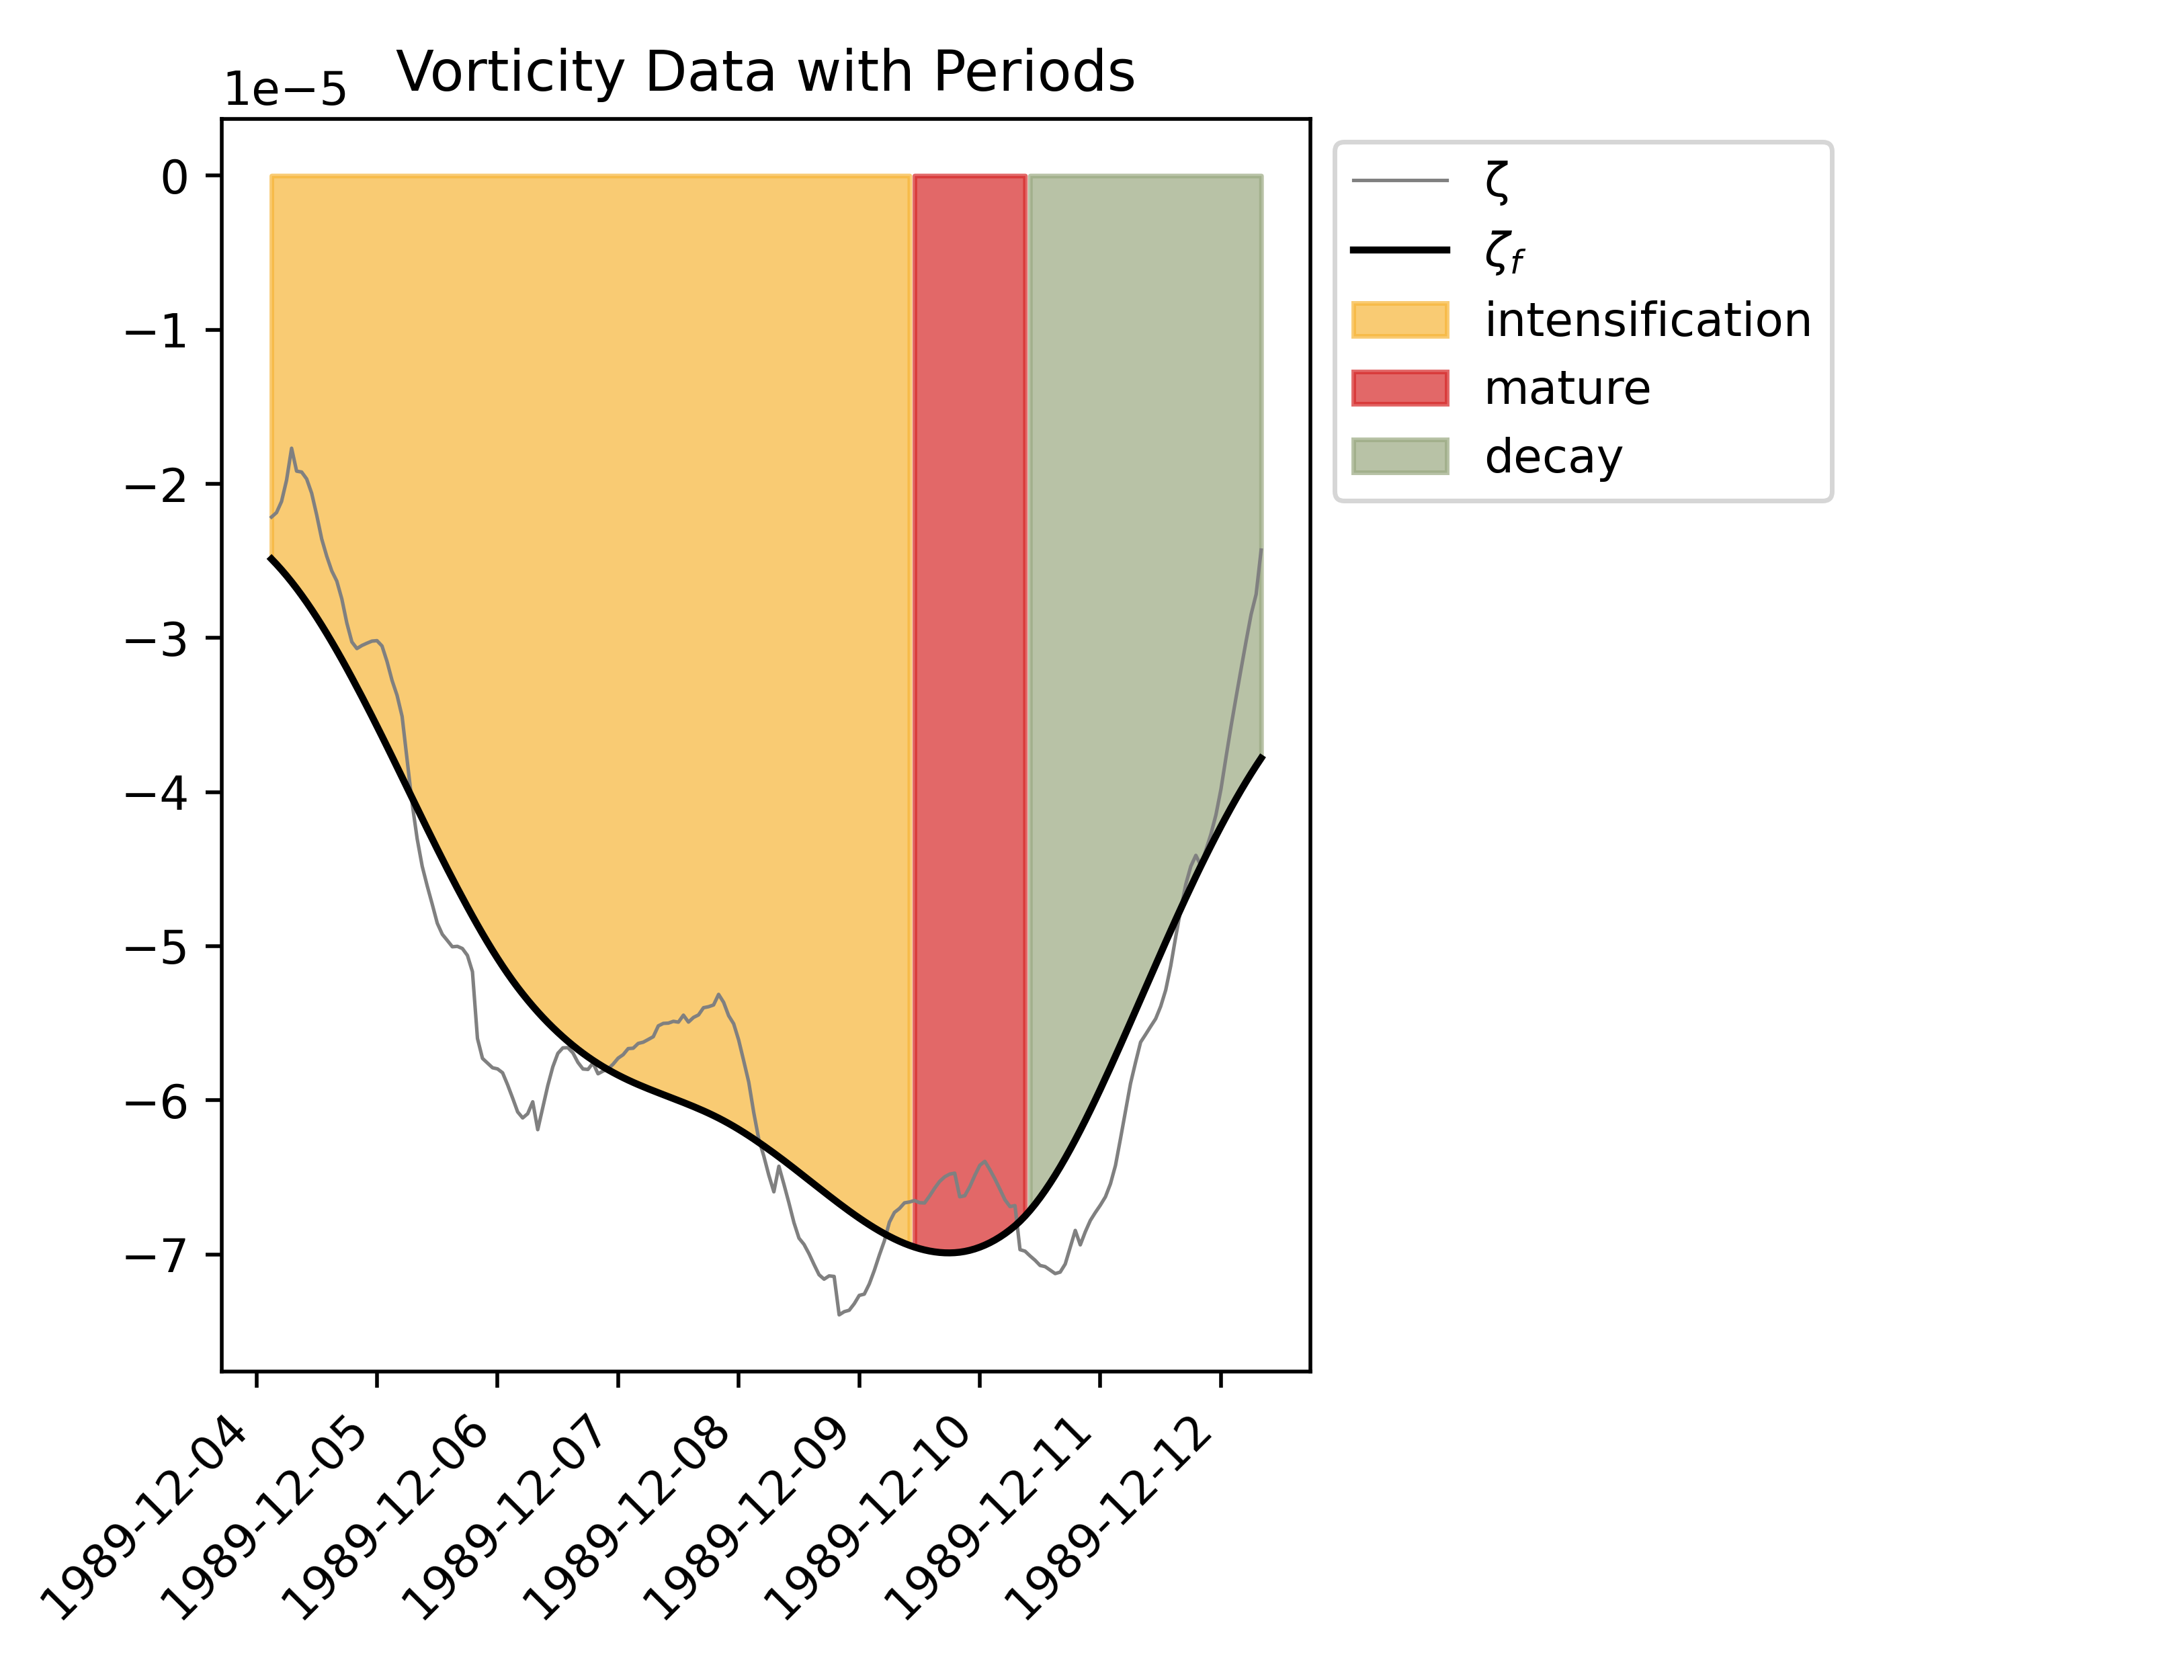 Vorticity Data with Periods
1e−5
0
−1
−2
−3
−4
−5
−6
−7
1989-12-04
1989-12-05
1989-12-06
1989-12-07
1989-12-08
1989-12-09
1989-12-10
1989-12-11
1989-12-12
ζ
ζf
intensification
mature
decay